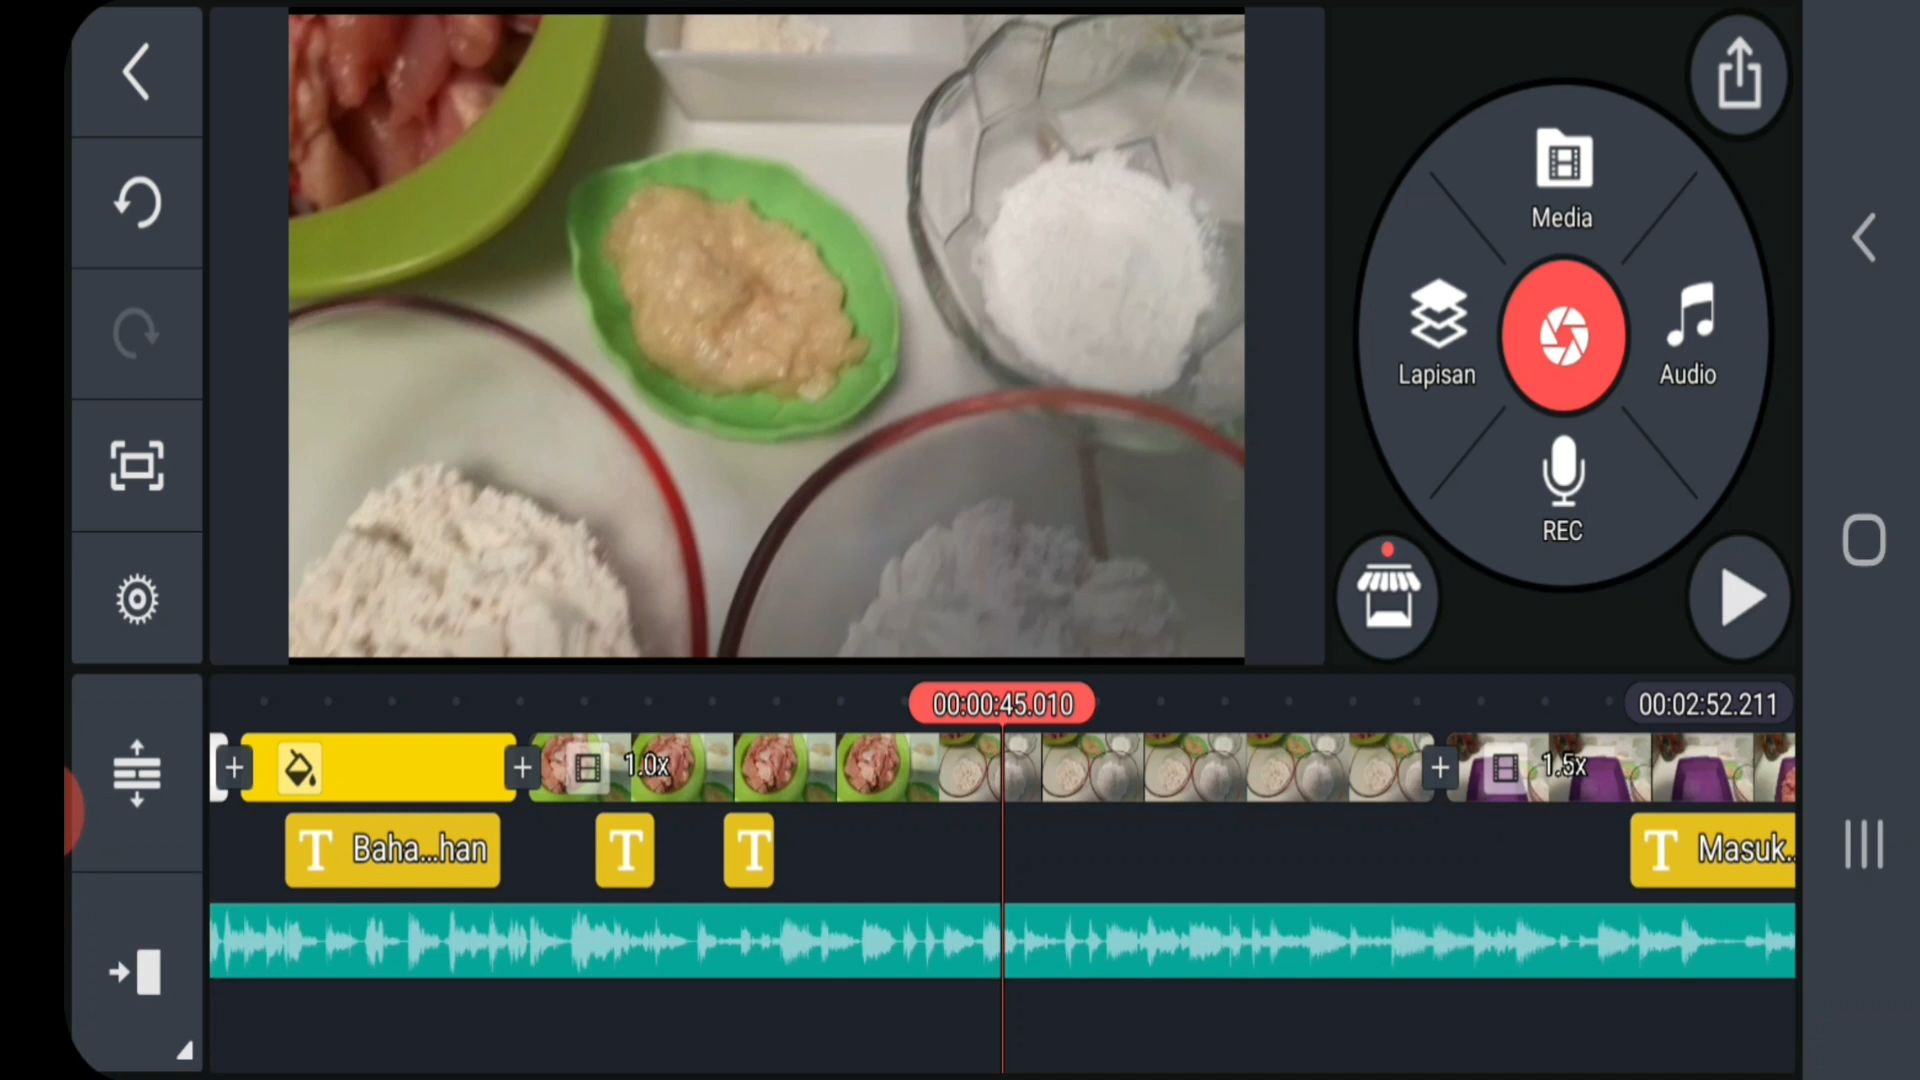 Media
Lapisan
Audio
REC
00:00:45.010
00:02:52.211
1.0x
1.5x
T Baha...han
T
T
T Masuk..